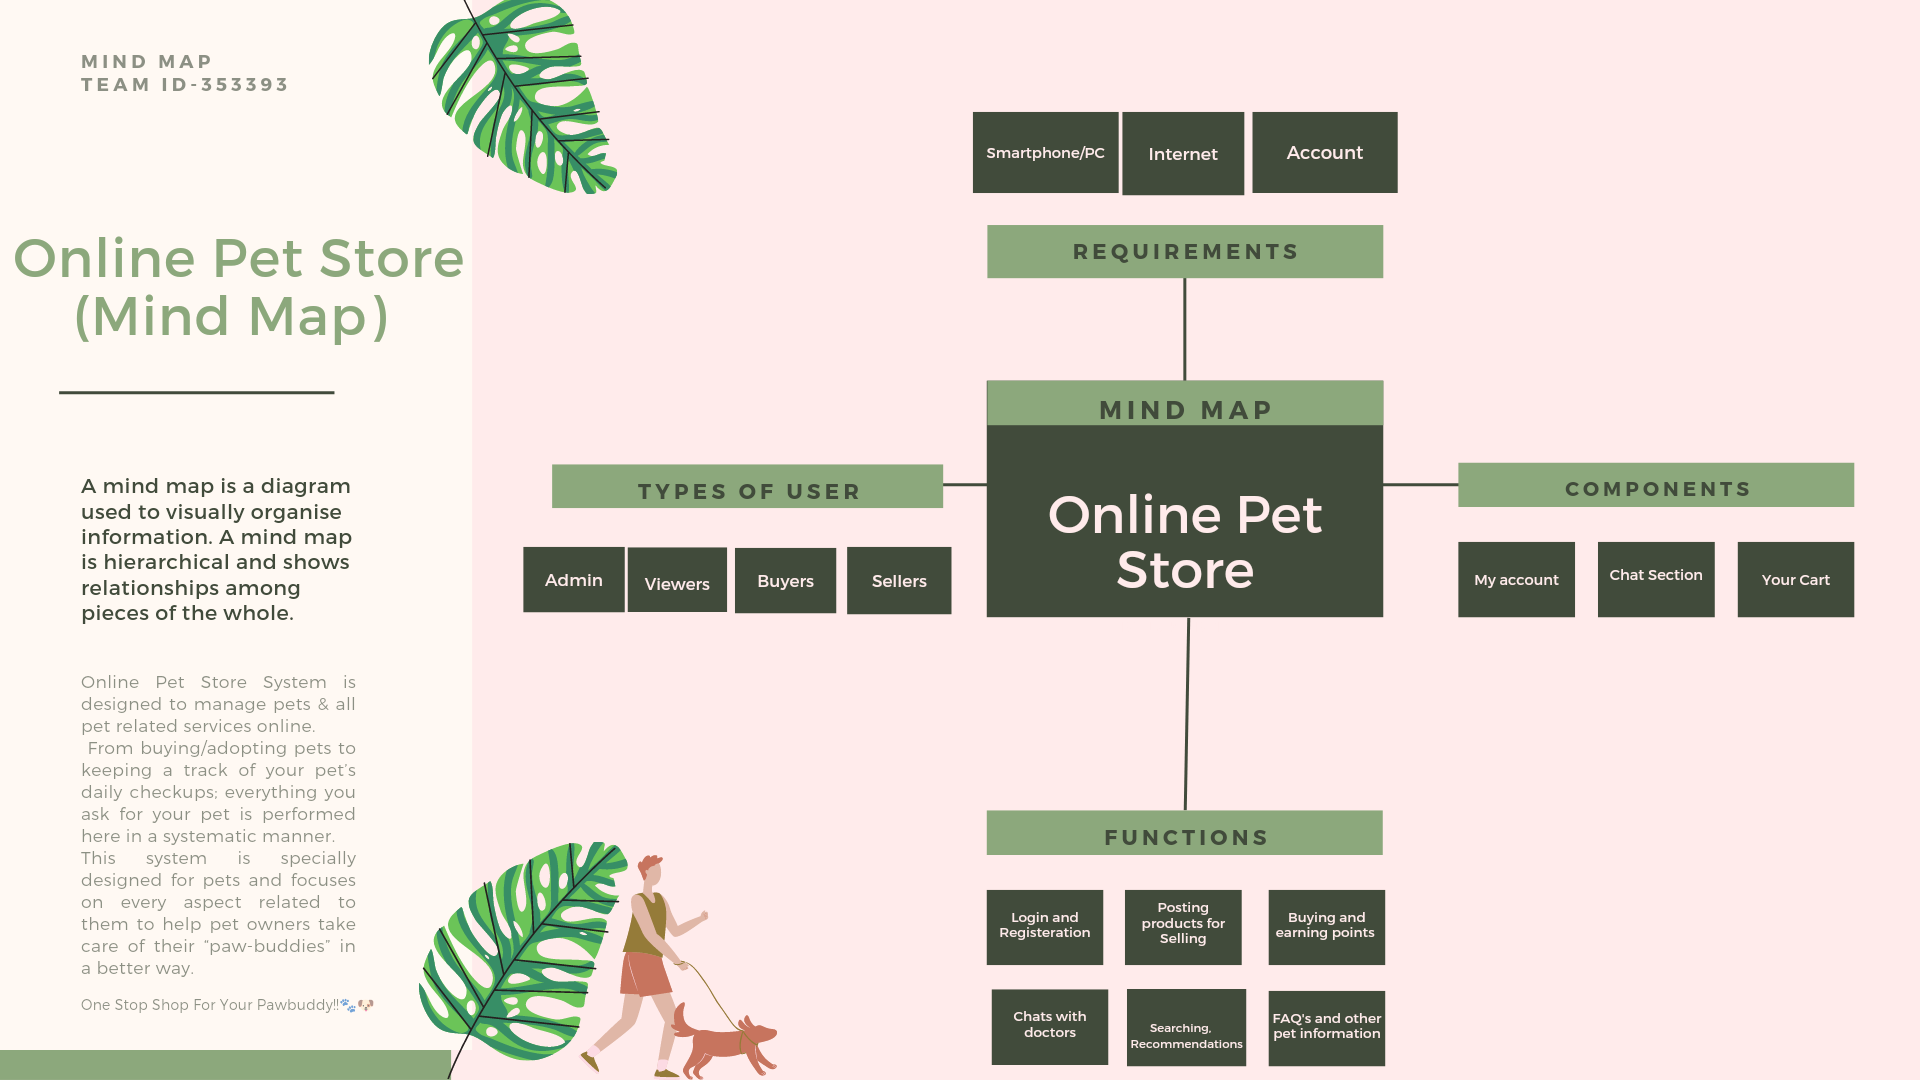 MIND MAP
TEAM ID-353393
Online Pet Store
(Mind Map)
A mind map is a diagram
used to visually organise
information. A mind map
is hierarchical and shows
relationships among
pieces of the whole.
Online Pet Store System is
designed to manage pets & all
pet related services online.
From buying/adopting pets to
keeping a track of your pet's
daily checkups; everything you
ask for your pet is performed
here in a systematic manner.
This system is specially
designed for pets and focuses
on every aspect related to
them to help pet owners take
care of their “paw-buddies” in
a better way.
One Stop Shop For Your Pawbuddy!!🐾🐶
Smartphone/PC
Internet
Account
REQUIREMENTS
MIND MAP
Online Pet
Store
TYPES OF USER
Admin
Viewers
Buyers
Sellers
COMPONENTS
My account
Chat Section
Your Cart
FUNCTIONS
Login and
Registeration
Posting
products for
Selling
Buying and
earning points
Chats with
doctors
Searching,
Recommendations
FAQ's and other
pet information